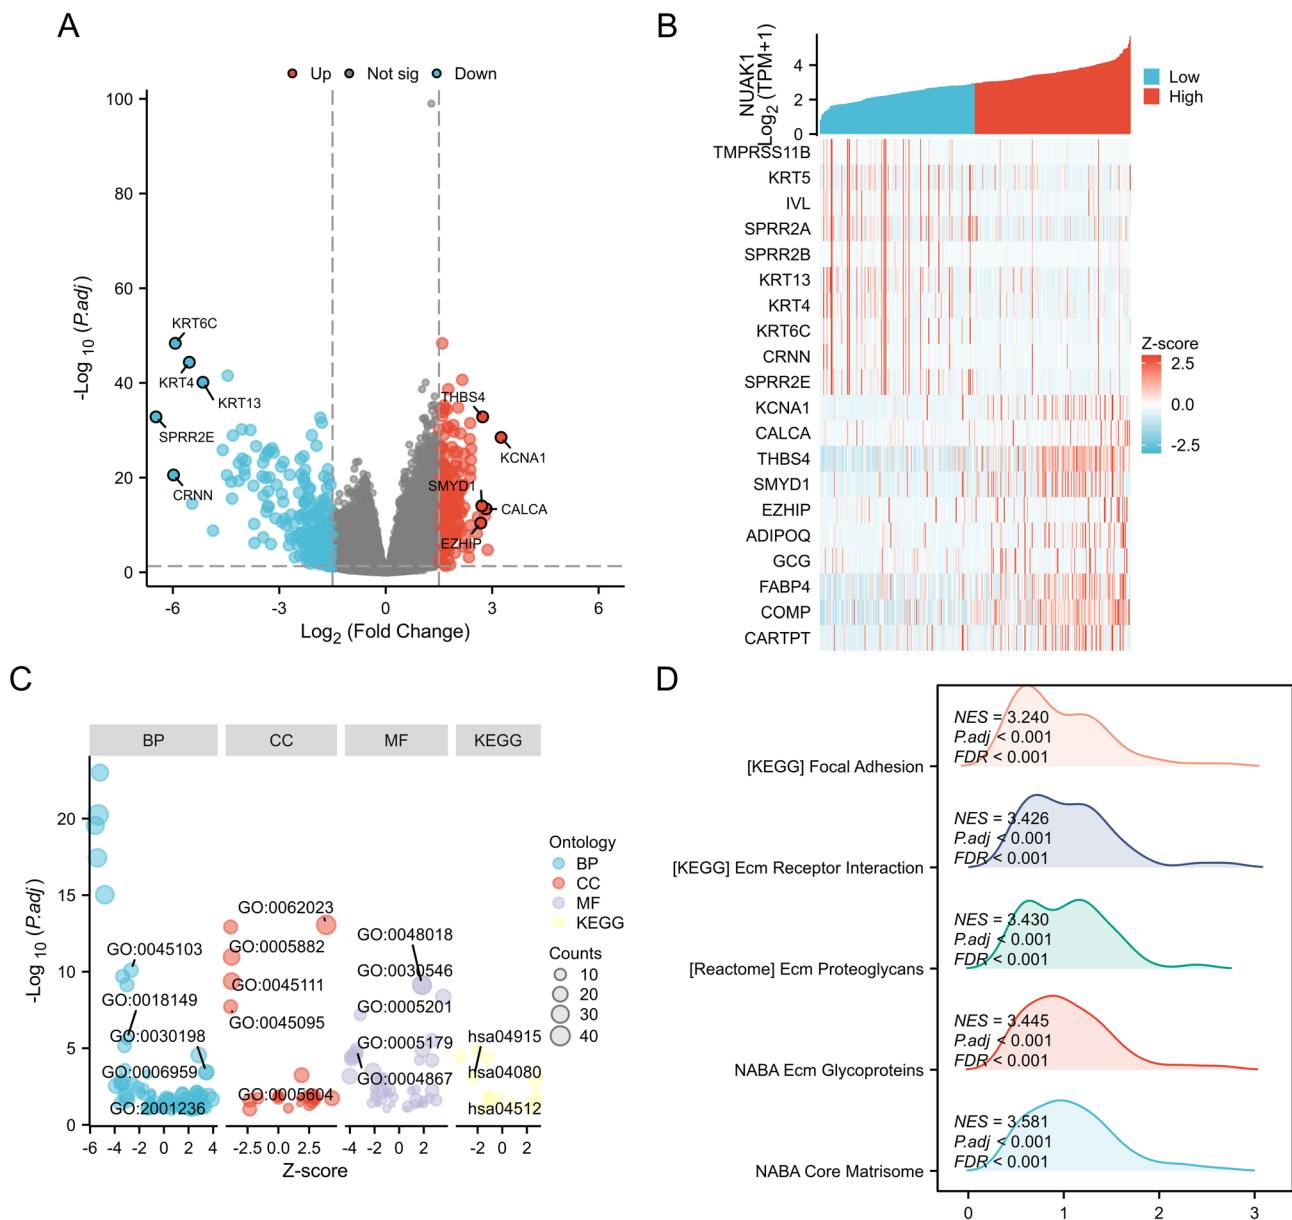 A
Up Not sig Down
100
80
60
40
20
0
-Log 10 (P.adj)
KRT6C
KRT4
KRT13
SPRR2E
CRNN
THBS4
KCNA1
SMYD1
CALCA
EZHIP
-6 -3 0 3 6
Log2 (Fold Change)
B
NUAK1
Log2 (TPM+1)
4
2
0
Low
High
TMPRSS11B
KRT5
IVL
SPRR2A
SPRR2B
KRT13
KRT4
KRT6C
CRNN
SPRR2E
KCNA1
CALCA
THBS4
SMYD1
EZHIP
ADIPOQ
GCG
FABP4
COMP
CARTPT
Z-score
2.5
0.0
-2.5
C
BP CC MF KEGG
20
15
10
5
0
-Log 10 (P.adj)
GO:0045103
GO:0018149
GO:0030198
GO:0006959
GO:2001236
GO:0062023
GO:0005882
GO:0045111
GO:0045095
GO:0005604
GO:0048018
GO:0030546
GO:0005201
GO:0005179
GO:0004867
hsa04915
hsa04080
hsa04512
-6 -4 -2 0 2 4 -2.5 0.0 2.5 -4 -2 0 2 -2 0 2
Z-score
Ontology
BP
CC
MF
KEGG
Counts
10
20
30
40
D
NES = 3.240
P.adj < 0.001
FDR < 0.001
[KEGG] Focal Adhesion
NES = 3.426
P.adj < 0.001
FDR < 0.001
[KEGG] Ecm Receptor Interaction
NES = 3.430
P.adj < 0.001
FDR < 0.001
[Reactome] Ecm Proteoglycans
NES = 3.445
P.adj < 0.001
FDR < 0.001
NABA Ecm Glycoproteins
NES = 3.581
P.adj < 0.001
FDR < 0.001
NABA Core Matrisome
0 1 2 3